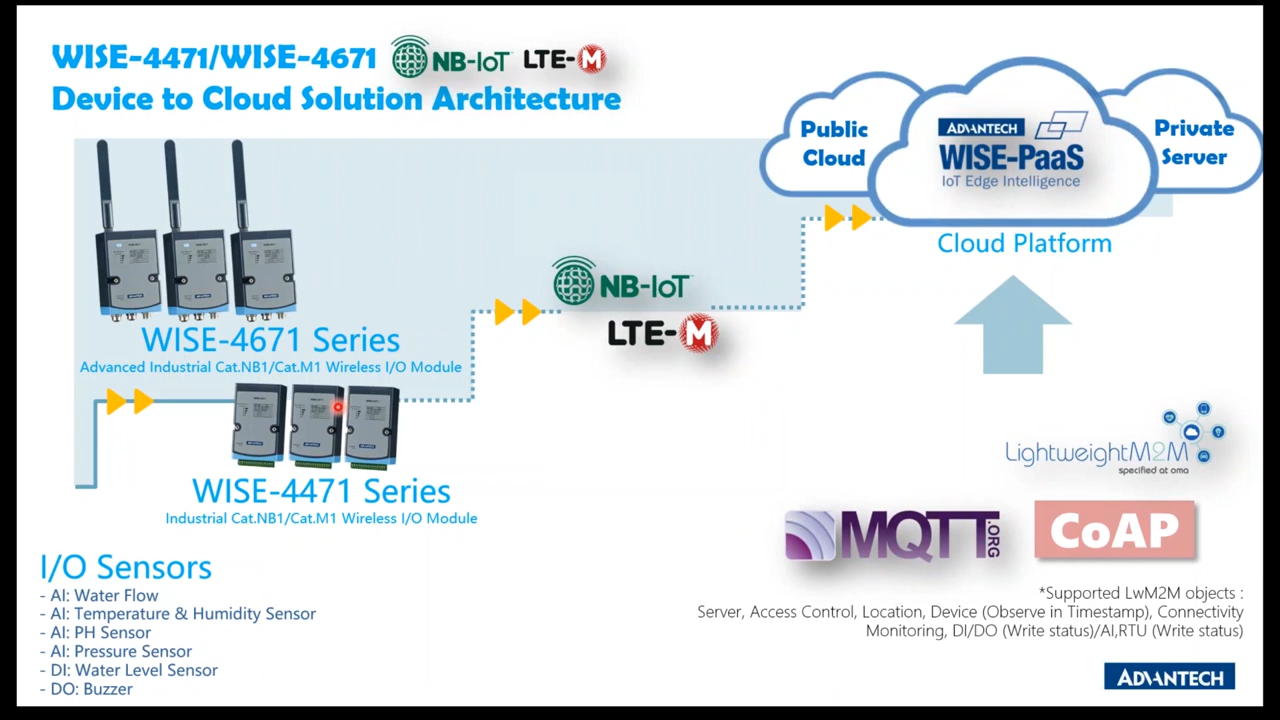 WISE-4471/WISE-4671 NB-IoT LTE-M
Device to Cloud Solution Architecture
Public
Cloud
ADVANTECH
WISE-PaaS
IoT Edge Intelligence
Private
Server
Cloud Platform
NB-IoT
LTE-M
WISE-4671 Series
Advanced Industrial Cat.NB1/Cat.M1 Wireless I/O Module
WISE-4471 Series
Industrial Cat.NB1/Cat.M1 Wireless I/O Module
LightweightM2M
specified at oma
MQTT.ORG
CoAP
I/O Sensors
- AI: Water Flow
- AI: Temperature & Humidity Sensor
- AI: PH Sensor
- AI: Pressure Sensor
- DI: Water Level Sensor
- DO: Buzzer
*Supported LwM2M objects :
Server, Access Control, Location, Device (Observe in Timestamp), Connectivity
Monitoring, DI/DO (Write status)/AI,RTU (Write status)
ADVANTECH